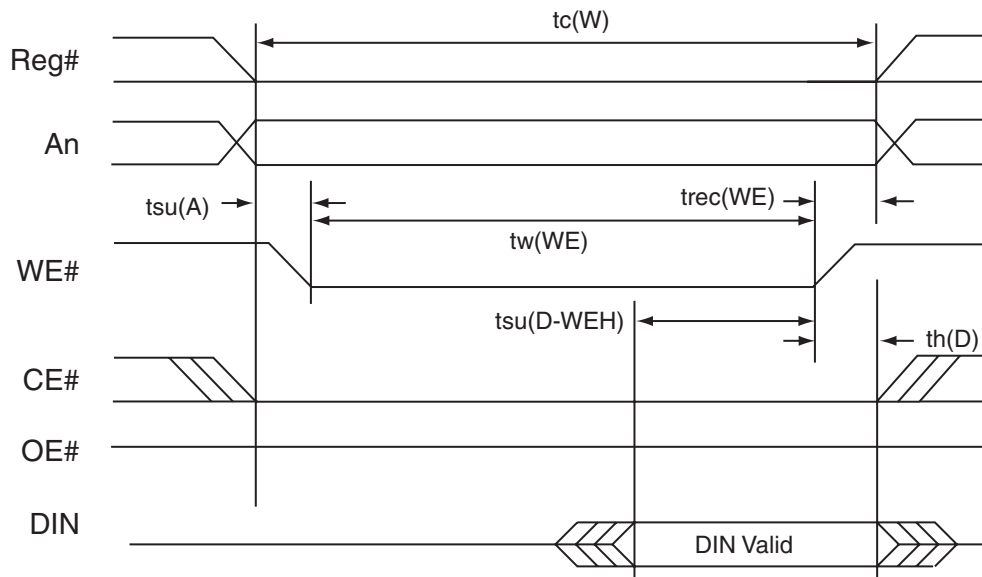 tc(W)
Reg#
An
tsu(A)
trec(WE)
tw(WE)
WE#
tsu(D-WEH)
th(D)
CE#
OE#
DIN
DIN Valid